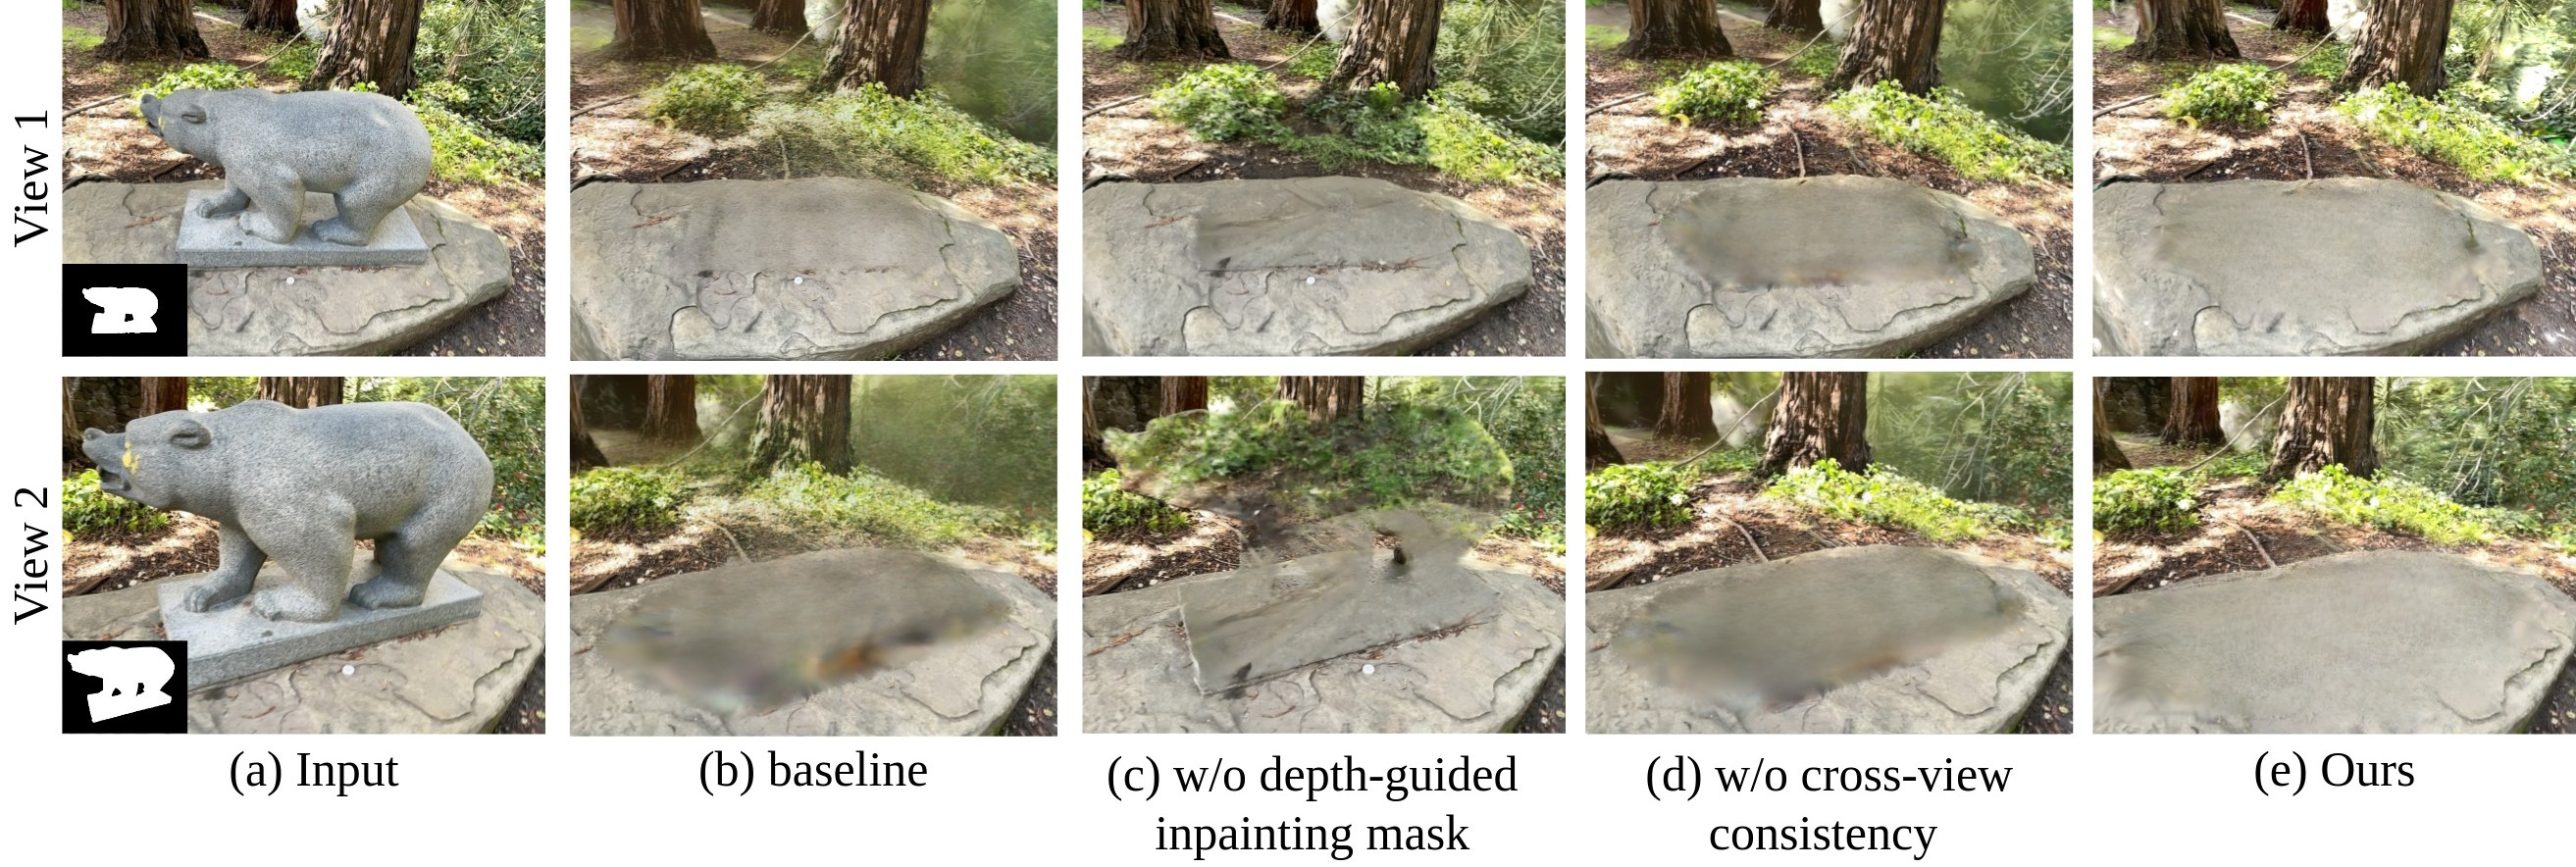 View 1
View 2
(a) Input
(b) baseline
(c) w/o depth-guided
inpainting mask
(d) w/o cross-view
consistency
(e) Ours